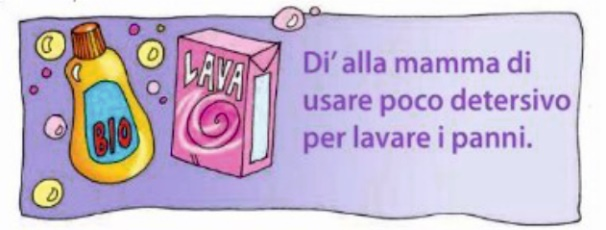 BIO
LAVA
Di' alla mamma di
usare poco detersivo
per lavare i panni.